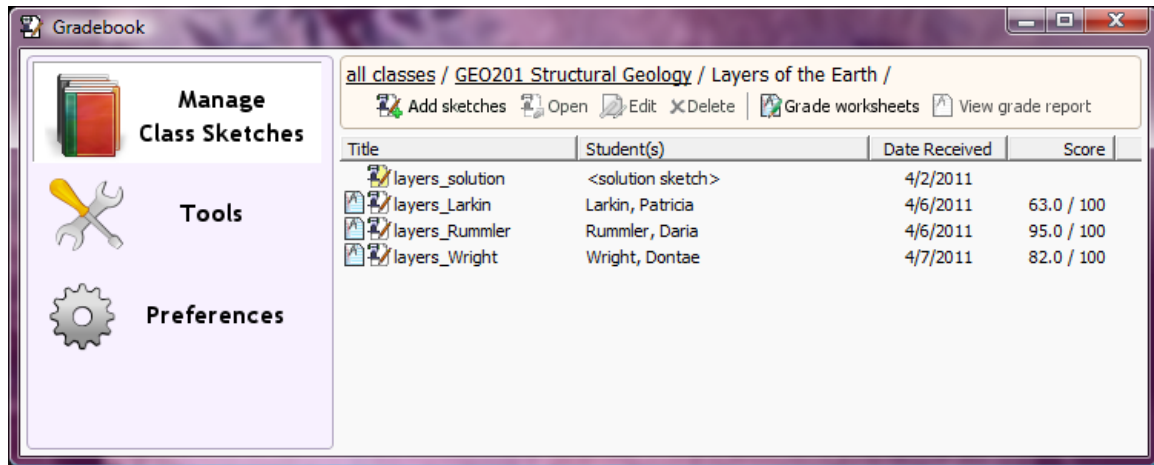 Gradebook
Manage
Class Sketches
Tools
Preferences
all classes / GEO201 Structural Geology / Layers of the Earth /
Add sketches Open Edit Delete Grade worksheets View grade report
Title Student(s) Date Received Score
layers_solution <solution sketch> 4/2/2011
layers_Larkin Larkin, Patricia 4/6/2011 63.0 / 100
layers_Rummler Rummler, Daria 4/6/2011 95.0 / 100
layers_Wright Wright, Dontae 4/7/2011 82.0 / 100